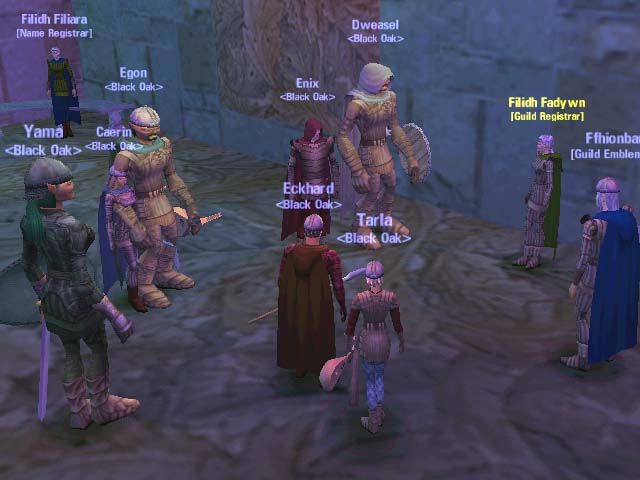 Filidh Filiara
[Name Registrar]
Dweasel
<Black Oak>
Egon
<Black Oak>
Enix
<Black Oak>
Filidh Fadywn
[Guild Registrar]
Yama
<Black Oak>
Caerin
<Black Oak>
Ffhionbar
[Guild Emblem
Eckhard
<Black Oak>
Tarla
<Black Oak>